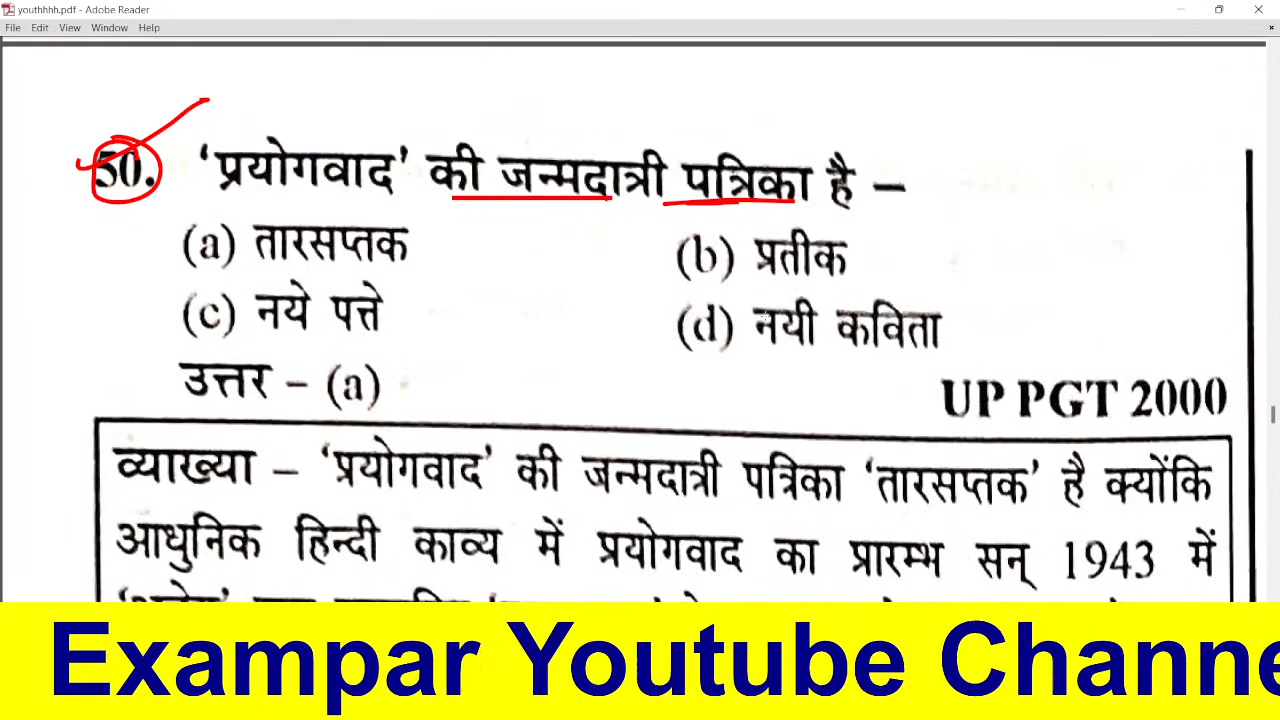 youthhhh.pdf - Adobe Reader
File Edit View Window Help
50. ‘प्रयोगवाद’ की जन्मदात्री पत्रिका है –
(a) तारसप्तक (b) प्रतीक
(c) नये पत्ते (d) नयी कविता
उत्तर – (a)
UP PGT 2000
व्याख्या – ‘प्रयोगवाद’ की जन्मदात्री पत्रिका ‘तारसप्तक’ है क्योंकि
आधुनिक हिन्दी काव्य में प्रयोगवाद का प्रारम्भ सन् 1943 में
Exampar Youtube Channe